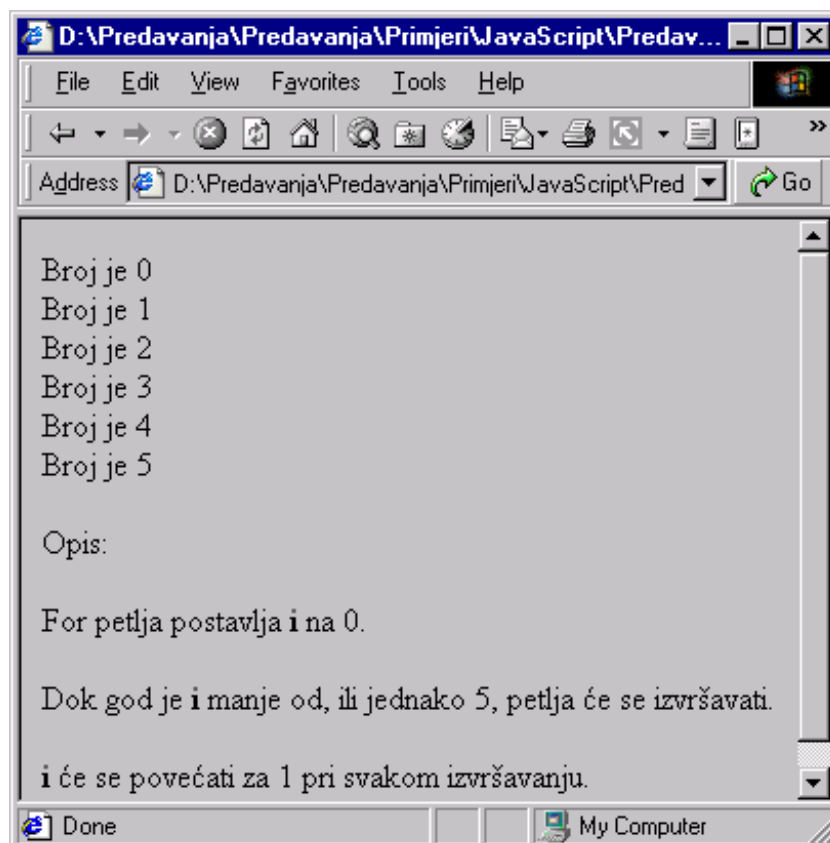 D:\Predavanja\Predavanja\Primjeri\JavaScript\Predav...
File Edit View Favorites Tools Help
»
Address D:\Predavanja\Predavanja\Primjeri\JavaScript\Pred Go
Broj je 0
Broj je 1
Broj je 2
Broj je 3
Broj je 4
Broj je 5
Opis:
For petlja postavlja i na 0.
Dok god je i manje od, ili jednako 5, petlja će se izvršavati.
i će se povećati za 1 pri svakom izvršavanju.
Done My Computer